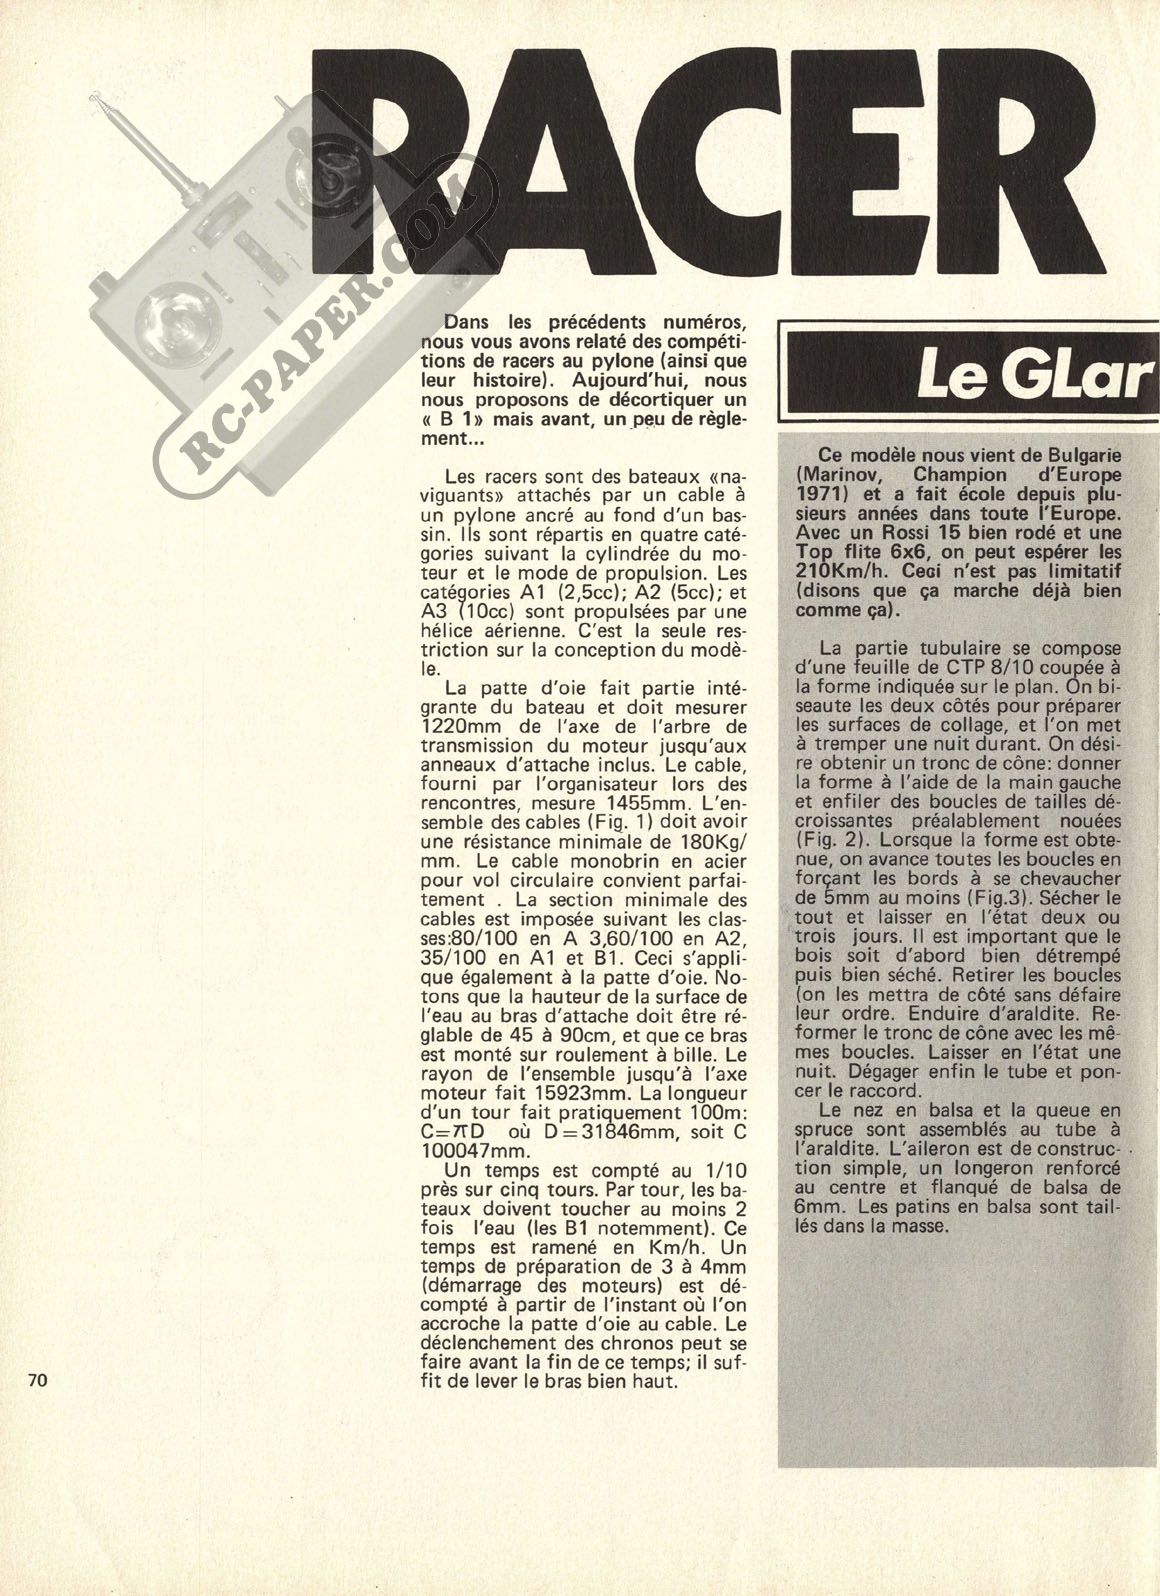 RACER
RC-PAPER.COM
Dans les précédents numéros,
nous vous avons relaté des compéti-
tions de racers au pylone (ainsi que
leur histoire). Aujourd'hui, nous
nous proposons de décortiquer un
« B 1» mais avant, un peu de règle-
ment...
Les racers sont des bateaux «na-
viguants» attachés par un cable à
un pylone ancré au fond d'un bas-
sin. Ils sont répartis en quatre caté-
gories suivant la cylindrée du mo-
teur et le mode de propulsion. Les
catégories A1 (2,5cc); A2 (5cc); et
A3 (10cc) sont propulsées par une
hélice aérienne. C'est la seule res-
triction sur la conception du modè-
le.
La patte d'oie fait partie inté-
grante du bateau et doit mesurer
1220mm de l'axe de l'arbre de
transmission du moteur jusqu'aux
anneaux d'attache inclus. Le cable,
fourni par l'organisateur lors des
rencontres, mesure 1455mm. L'en-
semble des cables (Fig. 1) doit avoir
une résistance minimale de 180Kg/
mm. Le cable monobrin en acier
pour vol circulaire convient parfai-
tement . La section minimale des
cables est imposée suivant les clas-
ses:80/100 en A 3,60/100 en A2,
35/100 en A1 et B1. Ceci s'appli-
que également à la patte d'oie. No-
tons que la hauteur de la surface de
l'eau au bras d'attache doit être ré-
glable de 45 à 90cm, et que ce bras
est monté sur roulement à bille. Le
rayon de l'ensemble jusqu'à l'axe
moteur fait 15923mm. La longueur
d'un tour fait pratiquement 100m:
C=πD où D=31846mm, soit C
100047mm.
Un temps est compté au 1/10
près sur cinq tours. Par tour, les ba-
teaux doivent toucher au moins 2
fois l'eau (les B1 notemment). Ce
temps est ramené en Km/h. Un
temps de préparation de 3 à 4mm
(démarrage des moteurs) est dé-
compté à partir de l'instant où l'on
accroche la patte d'oie au cable. Le
déclenchement des chronos peut se
faire avant la fin de ce temps; il suf-
fit de lever le bras bien haut.
Le GLar
Ce modèle nous vient de Bulgarie
(Marinov, Champion d'Europe
1971) et a fait école depuis plu-
sieurs années dans toute l'Europe.
Avec un Rossi 15 bien rodé et une
Top flite 6x6, on peut espérer les
210Km/h. Ceci n'est pas limitatif
(disons que ça marche déjà bien
comme ça).
La partie tubulaire se compose
d'une feuille de CTP 8/10 coupée à
la forme indiquée sur le plan. On bi-
seaute les deux côtés pour préparer
les surfaces de collage, et l'on met
à tremper une nuit durant. On dési-
re obtenir un tronc de cône: donner
la forme à l'aide de la main gauche
et enfiler des boucles de tailles dé-
croissantes préalablement nouées
(Fig. 2). Lorsque la forme est obte-
nue, on avance toutes les boucles en
forçant les bords à se chevaucher
de 5mm au moins (Fig.3). Sécher le
tout et laisser en l'état deux ou
trois jours. Il est important que le
bois soit d'abord bien détrempé
puis bien séché. Retirer les boucles
(on les mettra de côté sans défaire
leur ordre. Enduire d'araldite. Re-
former le tronc de cône avec les mê-
mes boucles. Laisser en l'état une
nuit. Dégager enfin le tube et pon-
cer le raccord.
Le nez en balsa et la queue en
spruce sont assemblés au tube à
l'araldite. L'aileron est de construc-
tion simple, un longeron renforcé
au centre et flanqué de balsa de
6mm. Les patins en balsa sont tail-
lés dans la masse.
70